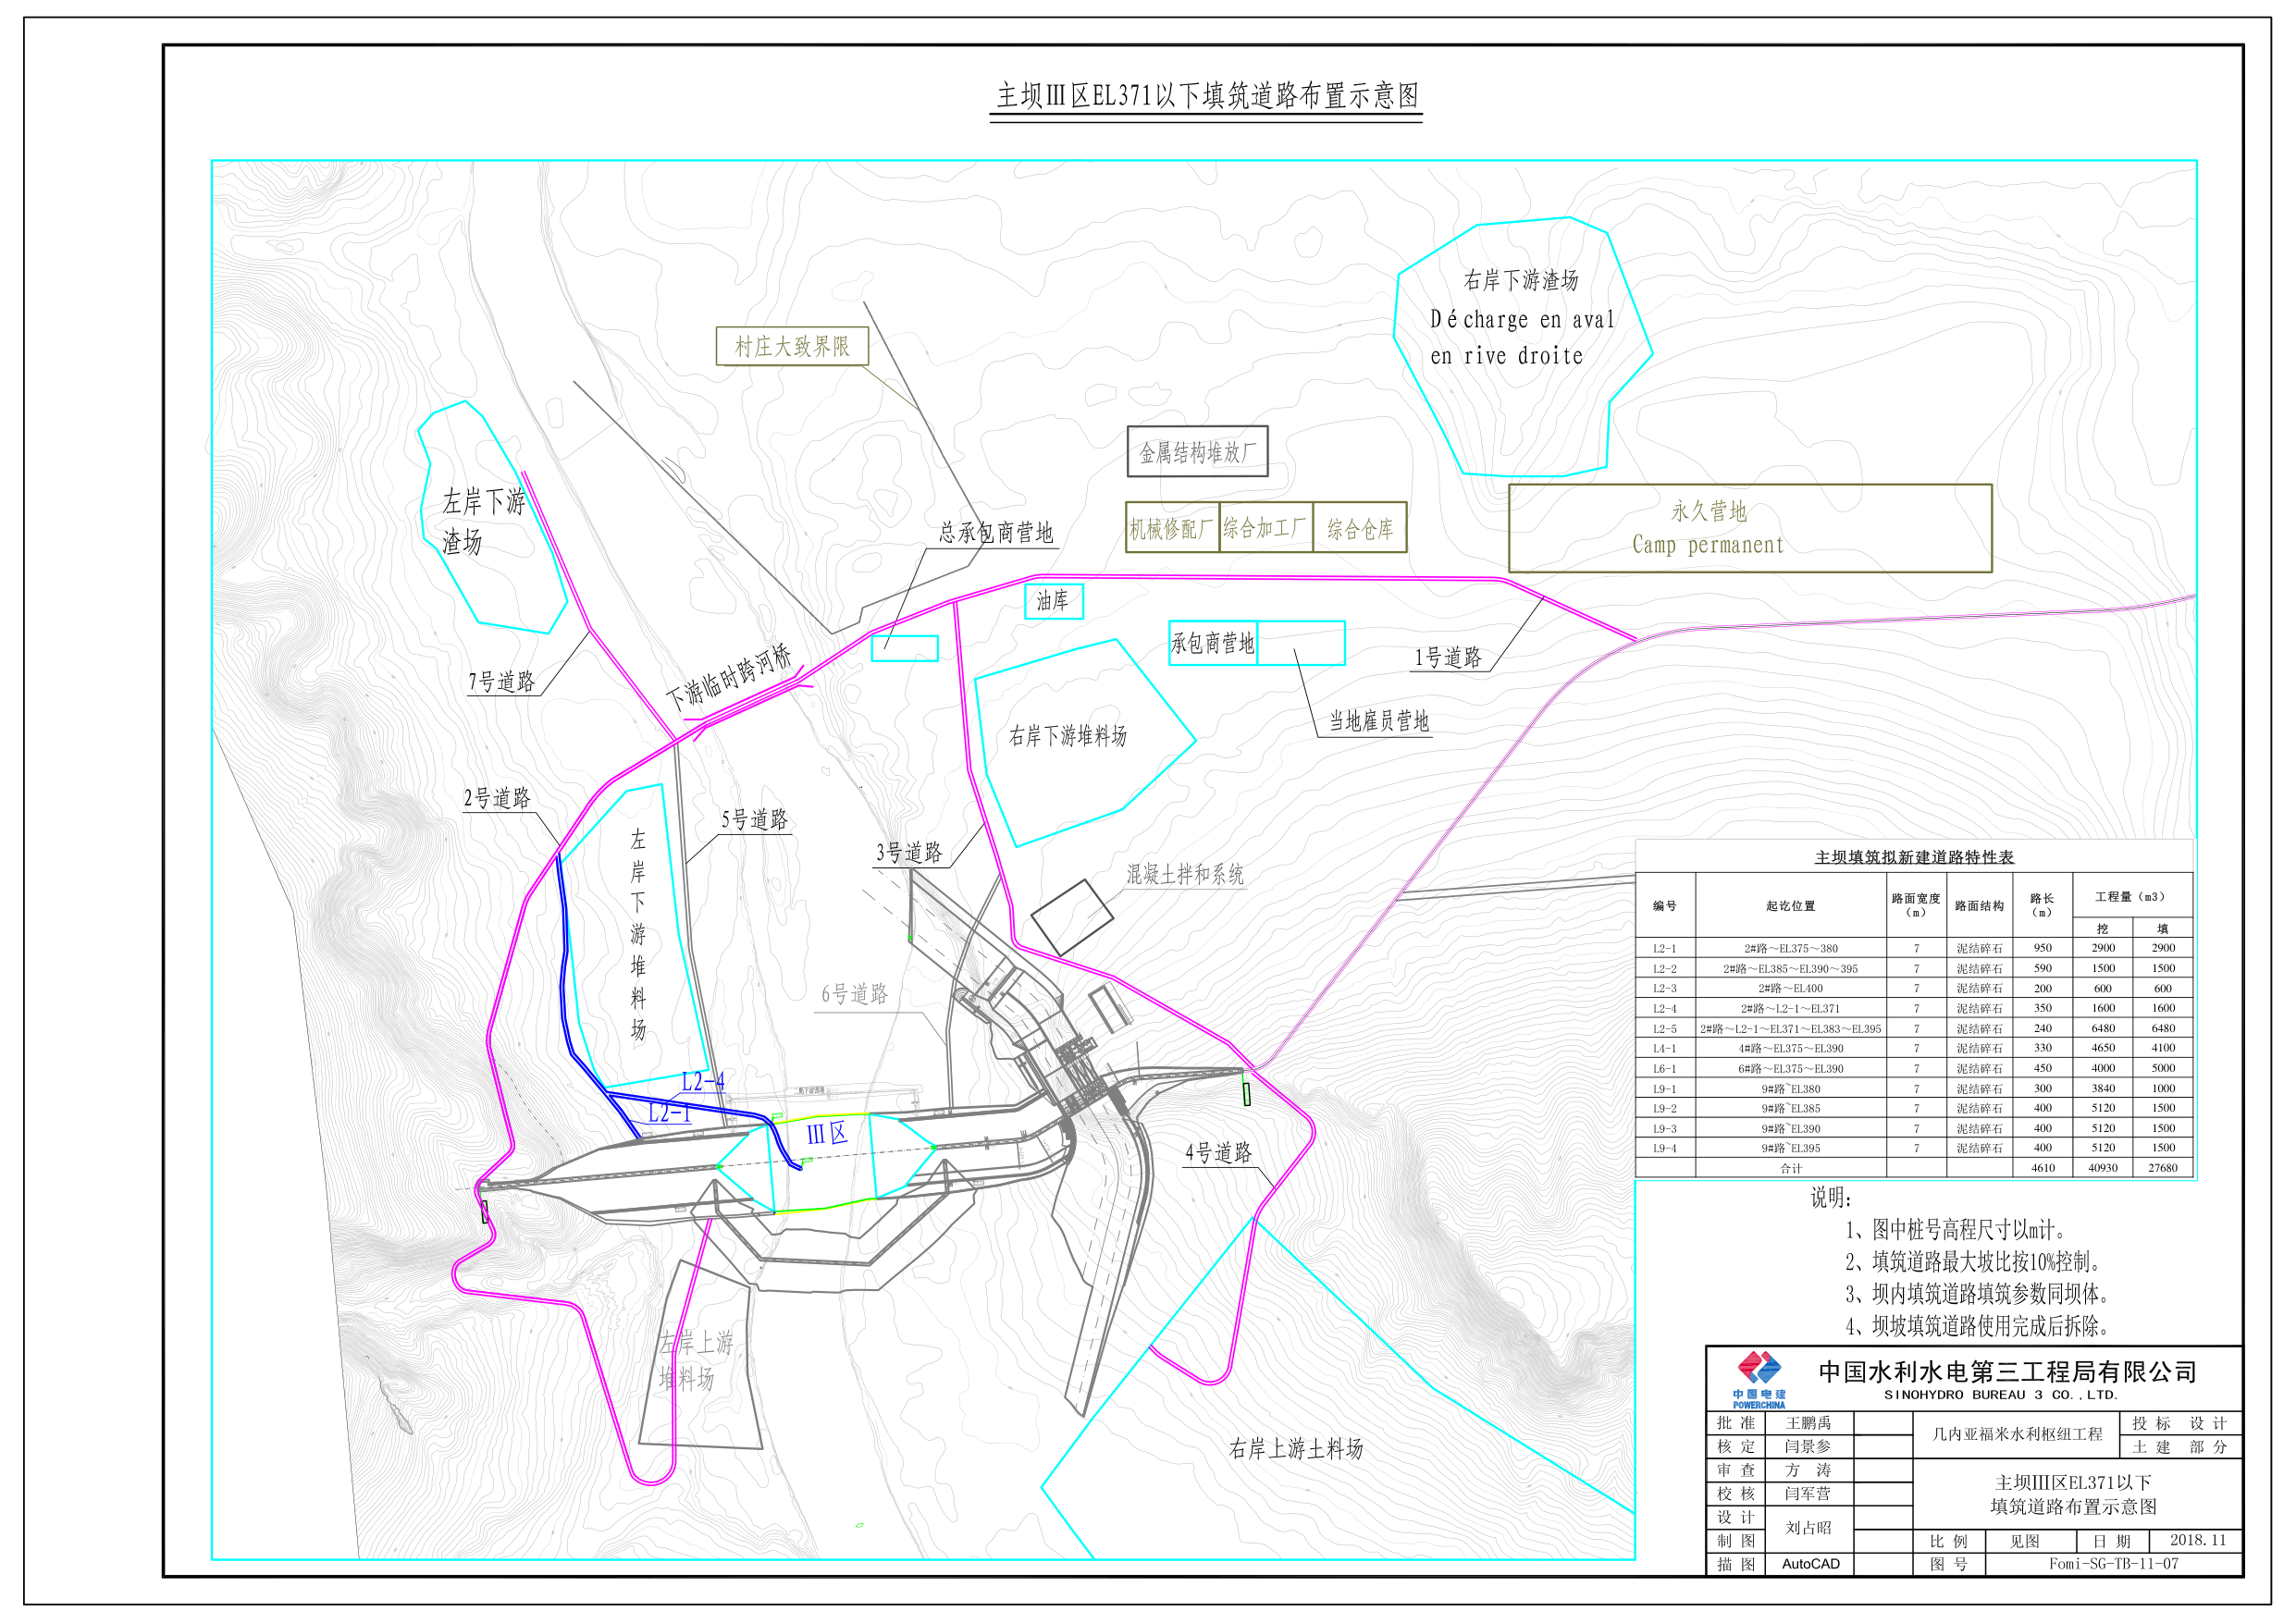 主坝III区EL371以下填筑道路布置示意图
右岸下游渣场
Décharge en aval
en rive droite
村庄大致界限
金属结构堆放厂
左岸下游
渣场
总承包商营地
机械修配厂
综合加工厂
综合仓库
永久营地
Camp permanent
油库
承包商营地
1号道路
7号道路
下游临时跨河桥
右岸下游堆料场
当地雇员营地
2号道路
5号道路
3号道路
左岸下游堆料场
混凝土拌和系统
6号道路
L2-4
L2-1
III区
4号道路
左岸上游
堆料场
右岸上游土料场
主坝填筑拟新建道路特性表
编号 起讫位置 路面宽度（m） 路面结构 路长（m） 工程量（m3）
挖 填
L2-1 2#路～EL375～380 7 泥结碎石 950 2900 2900
L2-2 2#路～EL385～EL390～395 7 泥结碎石 590 1500 1500
L2-3 2#路～EL400 7 泥结碎石 200 600 600
L2-4 2#路～L2-1～EL371 7 泥结碎石 350 1600 1600
L2-5 2#路～L2-1～EL371～EL383～EL395 7 泥结碎石 240 6480 6480
L4-1 4#路～EL375～EL390 7 泥结碎石 330 4650 4100
L6-1 6#路～EL375～EL390 7 泥结碎石 450 4000 5000
L9-1 9#路~EL380 7 泥结碎石 300 3840 1000
L9-2 9#路~EL385 7 泥结碎石 400 5120 1500
L9-3 9#路~EL390 7 泥结碎石 400 5120 1500
L9-4 9#路~EL395 7 泥结碎石 400 5120 1500
合计 4610 40930 27680
说明：
1、图中桩号高程尺寸以m计。
2、填筑道路最大坡比按10%控制。
3、坝内填筑道路填筑参数同坝体。
4、坝坡填筑道路使用完成后拆除。
中国电建
POWERCHINA
中国水利水电第三工程局有限公司
SINOHYDRO BUREAU 3 CO.,LTD.
批准 王鹏禹
核定 闫景参
审查 方涛
校核 闫军营
设计
制图 刘占昭
描图 AutoCAD
几内亚福米水利枢纽工程
投标 设计
土建 部分
主坝III区EL371以下
填筑道路布置示意图
比例 见图 日期 2018.11
图号 Fomi-SG-TB-11-07